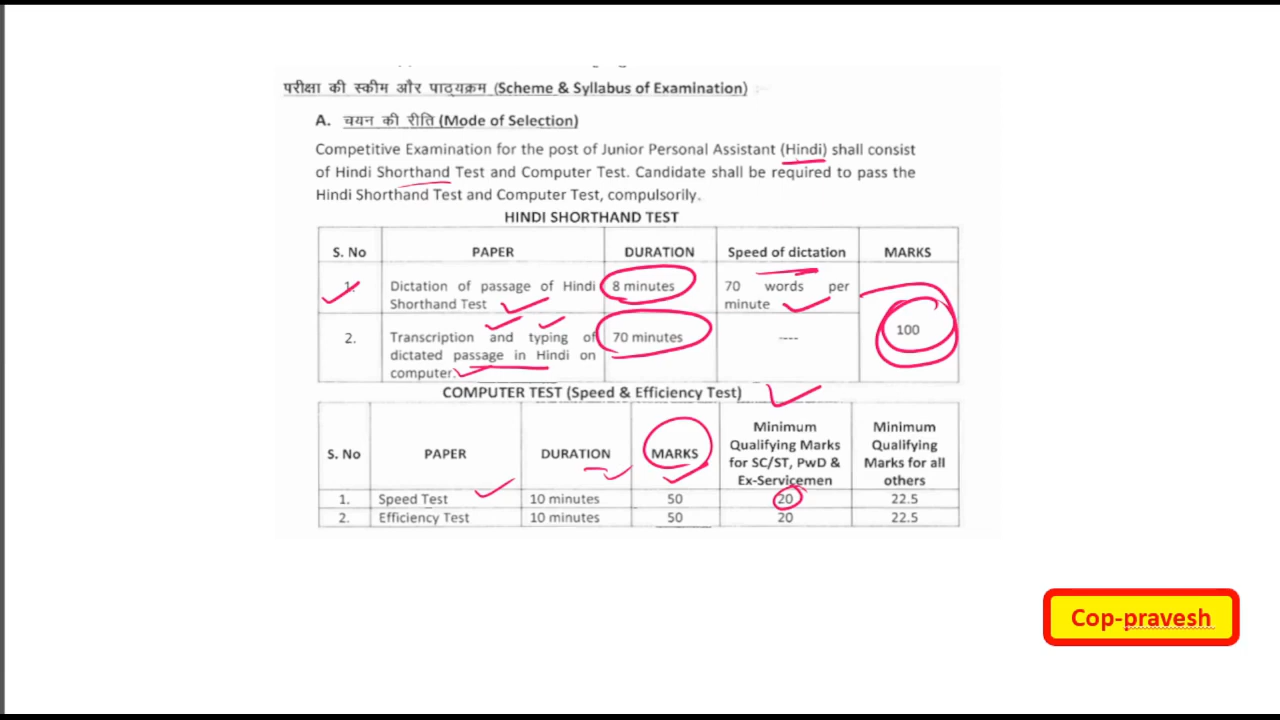 परीक्षा की स्कीम और पाठ्यक्रम (Scheme & Syllabus of Examination)
A. चयन की रीति (Mode of Selection)
Competitive Examination for the post of Junior Personal Assistant (Hindi) shall consist
of Hindi Shorthand Test and Computer Test. Candidate shall be required to pass the
Hindi Shorthand Test and Computer Test, compulsorily.
HINDI SHORTHAND TEST
S. No PAPER DURATION Speed of dictation MARKS
1. Dictation of passage of Hindi 8 minutes 70 words per
Shorthand Test minute
100
2. Transcription and typing of 70 minutes ----
dictated passage in Hindi on
computer.
COMPUTER TEST (Speed & Efficiency Test)
S. No PAPER DURATION MARKS Minimum Qualifying Marks for SC/ST, PwD & Ex-Servicemen Minimum Qualifying Marks for all others
1. Speed Test 10 minutes 50 20 22.5
2. Efficiency Test 10 minutes 50 20 22.5
Cop-pravesh